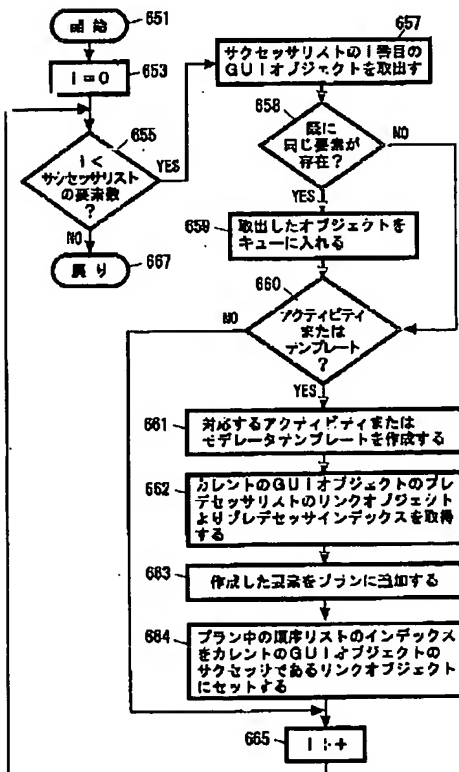 開始
651
I=0
653
655
I<
サクセッサリスト
の要素数
?
YES
NO
戻り
667
657
サクセッサリストのI番目の
GUIオブジェクトを取出す
658
既に
同じ要素が
存在?
NO
YES
659
取出したオブジェクトを
キューに入れる
660
NO
アクティビティ
または
テンプレート
?
YES
661
対応するアクティビティまたは
モデレータテンプレートを作成する
662
カレントのGUIオブジェクトのプレ
デセッサリストのリンクオブジェクト
よりプレデセッサインデックスを取得
する
683
作成した要素をプランに追加する
684
プラン中の順序リストのインデックス
をカレントのGUIオブジェクトの
サクセッサであるリンクオブジェクト
にセットする
665
I++